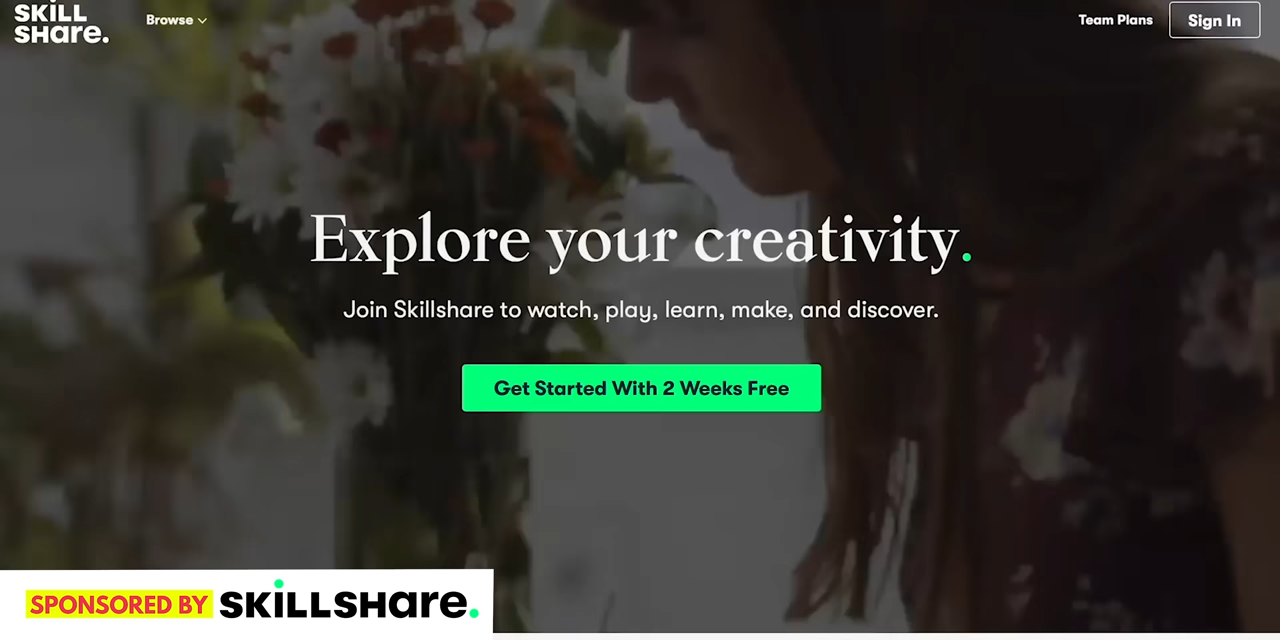 SKILL
SHare.
Browse
Team Plans
Sign In
Explore your creativity.
Join Skillshare to watch, play, learn, make, and discover.
Get Started With 2 Weeks Free
SPONSORED BY SKILLSHare.